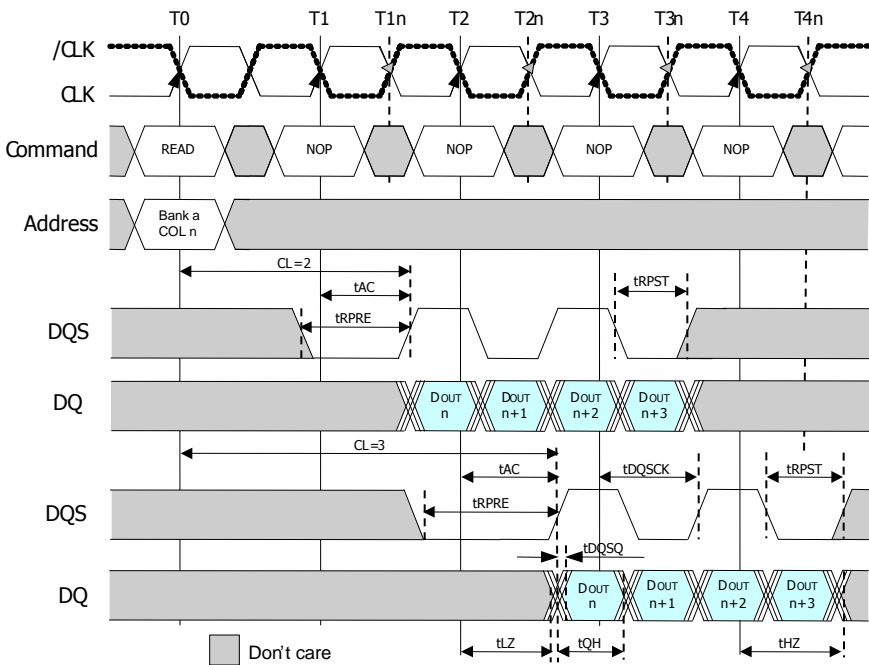 T0 T1 T1n T2 T2n T3 T3n T4 T4n
/CLK
CLK
Command READ NOP NOP NOP NOP
Address Bank a
COL n
CL=2
tAC tRPST
tRPRE
DQS
DQ DOUT n DOUT n+1 DOUT n+2 DOUT n+3
CL=3
tAC tDQSCK tRPST
tRPRE
DQS
tDQSQ
DQ DOUT n DOUT n+1 DOUT n+2 DOUT n+3
tLZ tQH tHZ
Don't care